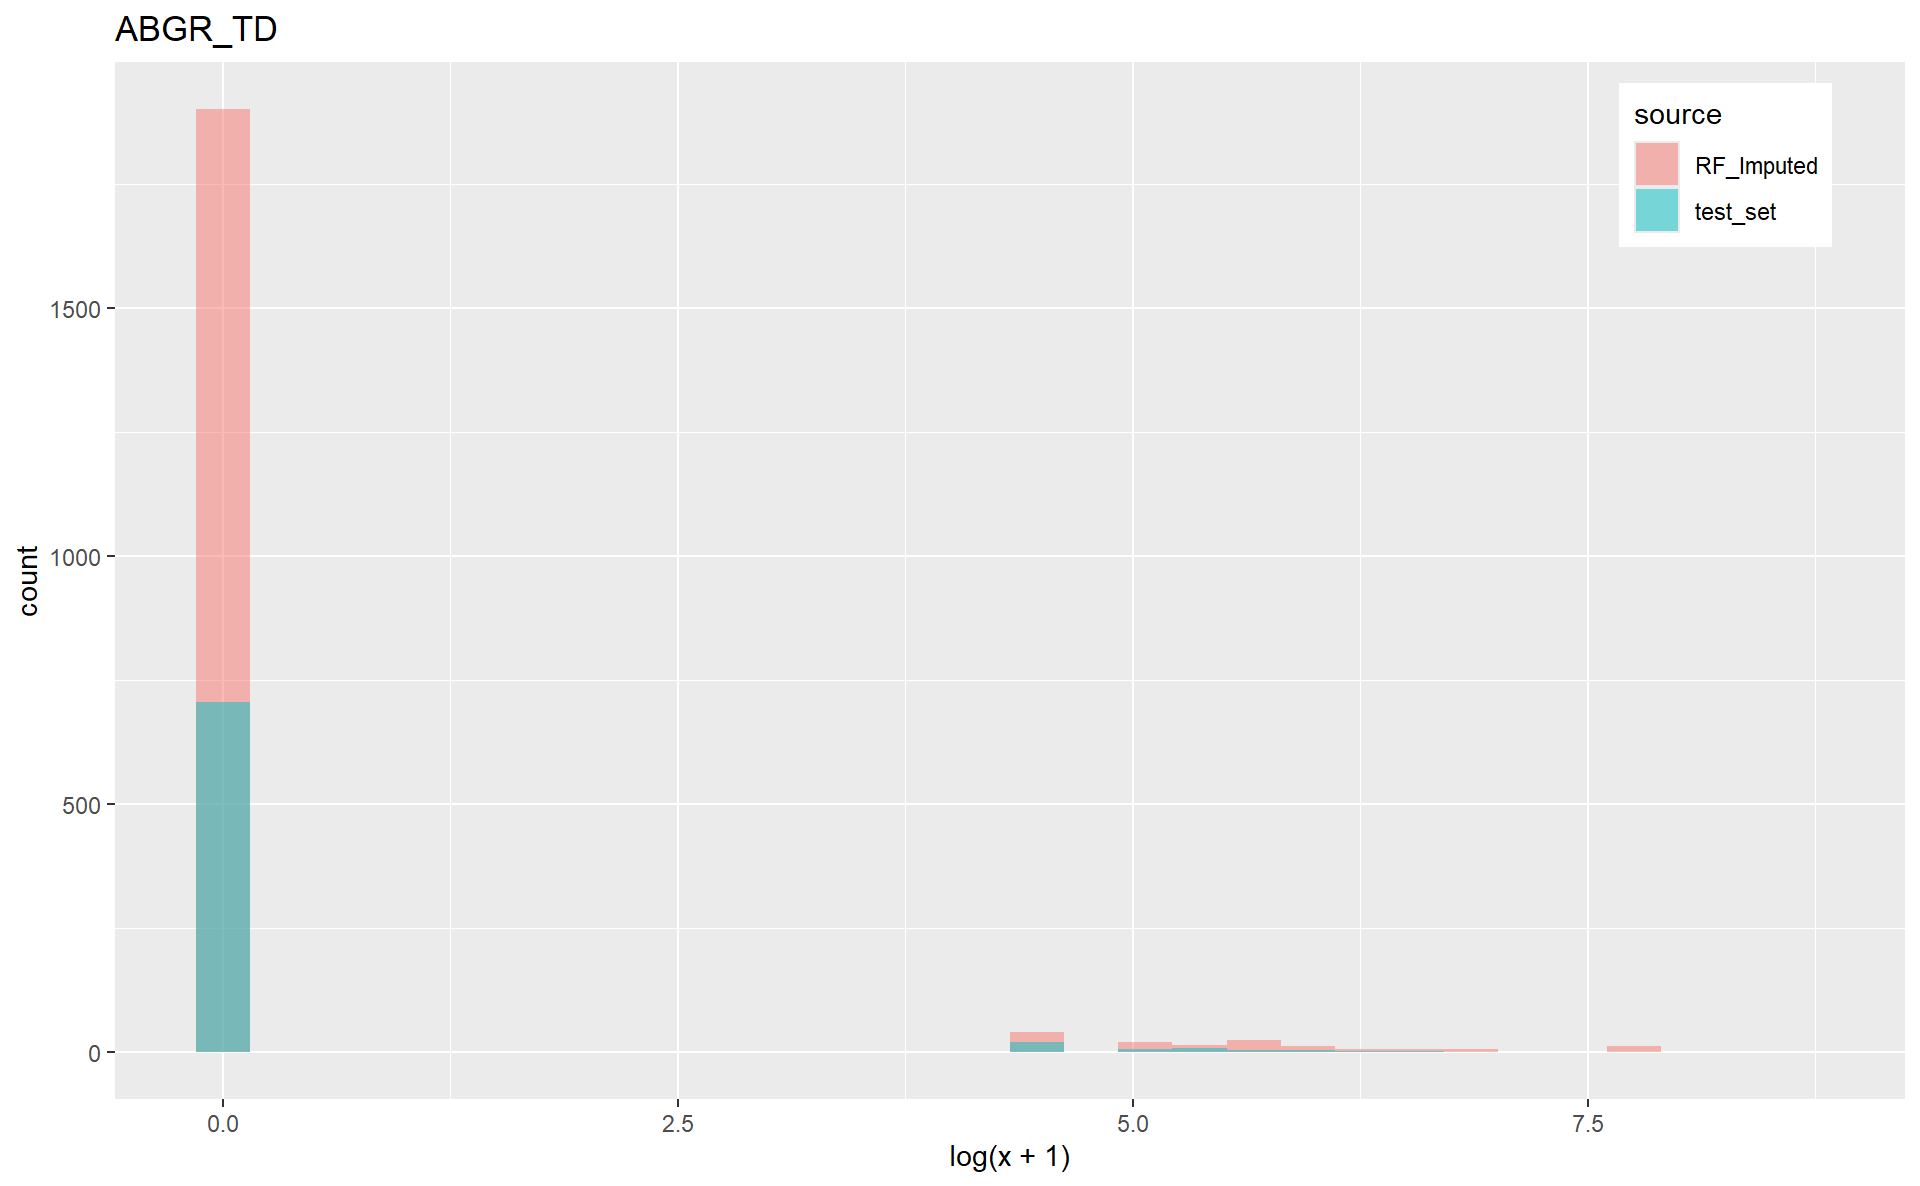 ABGR_TD
source
RF_Imputed
test_set
1500
1000
500
0
count
0.0
2.5
5.0
7.5
log(x + 1)